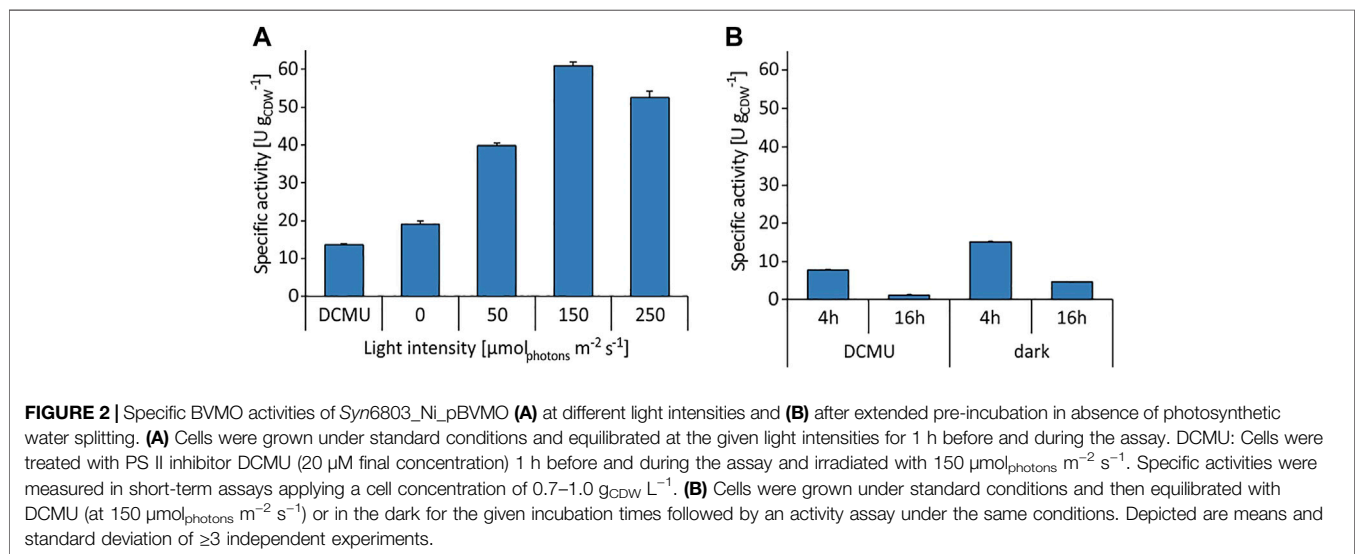 A
Specific activity [U gCDW⁻¹]
60
50
40
30
20
10
0
DCMU 0 50 150 250
Light intensity [µmolphotons m⁻² s⁻¹]
B
Specific activity [U gCDW⁻¹]
60
50
40
30
20
10
0
4h 16h 4h 16h
DCMU dark
FIGURE 2 | Specific BVMO activities of Syn6803_Ni_pBVMO (A) at different light intensities and (B) after extended pre-incubation in absence of photosynthetic
water splitting. (A) Cells were grown under standard conditions and equilibrated at the given light intensities for 1 h before and during the assay. DCMU: Cells were
treated with PS II inhibitor DCMU (20 µM final concentration) 1 h before and during the assay and irradiated with 150 µmolphotons m⁻² s⁻¹. Specific activities were
measured in short-term assays applying a cell concentration of 0.7–1.0 gCDW L⁻¹. (B) Cells were grown under standard conditions and then equilibrated with
DCMU (at 150 µmolphotons m⁻² s⁻¹) or in the dark for the given incubation times followed by an activity assay under the same conditions. Depicted are means and
standard deviation of ≥3 independent experiments.